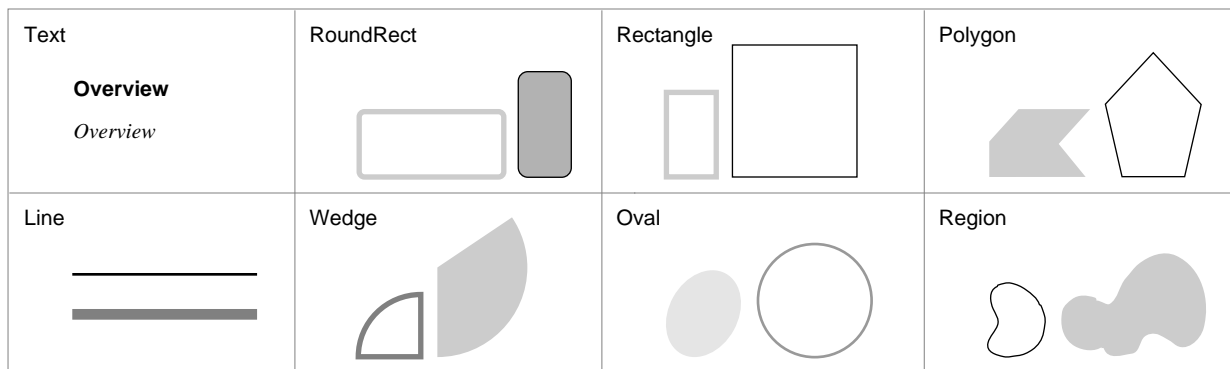 Text
Overview
Overview
RoundRect
Rectangle
Polygon
Line
Wedge
Oval
Region